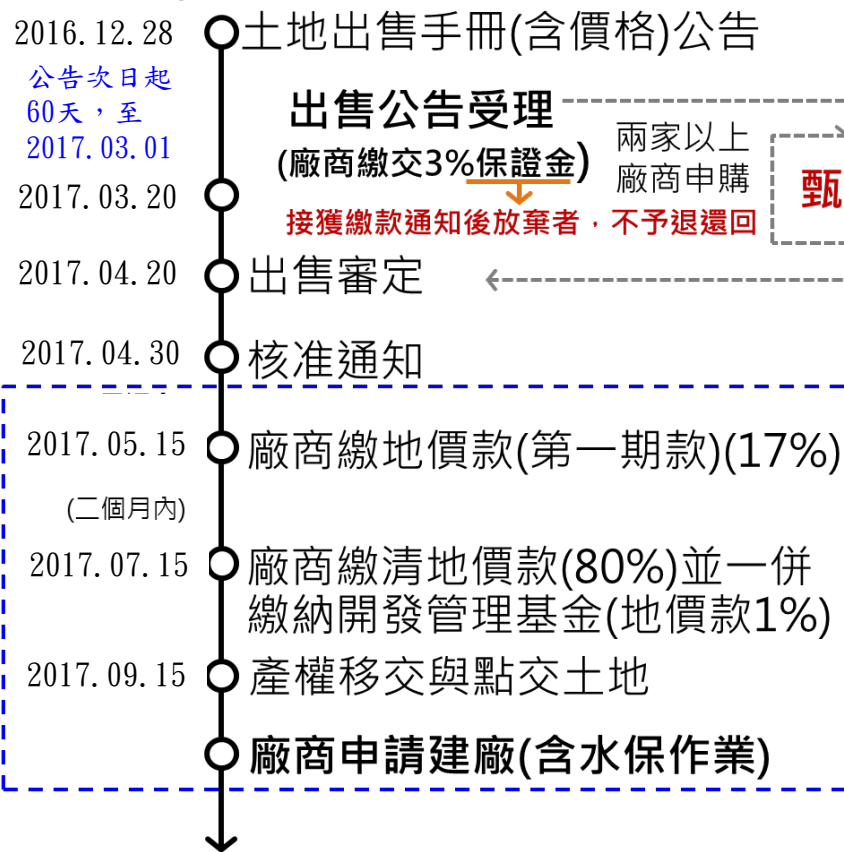 2016.12.28 土地出售手冊(含價格)公告
公告次日起
60天，至
2017.03.01
出售公告受理
(廠商繳交3%保證金)
兩家以上
廠商申購
甄
2017.03.20
接獲繳款通知後放棄者，不予退還回
2017.04.20 出售審定
2017.04.30 核准通知
2017.05.15 廠商繳地價款(第一期款)(17%)
(二個月內)
2017.07.15 廠商繳清地價款(80%)並一併
繳納開發管理基金(地價款1%)
2017.09.15 產權移交與點交土地
廠商申請建廠(含水保作業)